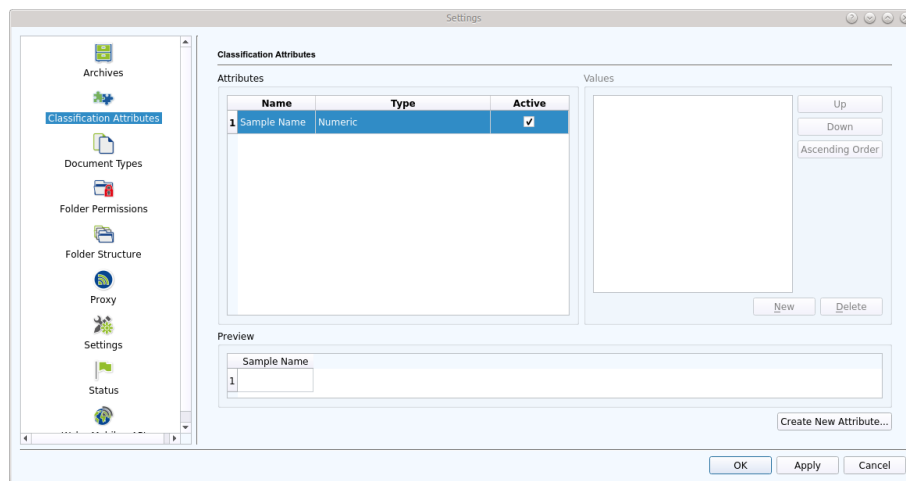 Settings
Archives
Classification Attributes
Document Types
Folder Permissions
Folder Structure
Proxy
Settings
Status
Classification Attributes
Attributes
Name Type Active
1 Sample Name Numeric
Values
Up
Down
Ascending Order
New Delete
Preview
Sample Name
1
Create New Attribute...
OK Apply Cancel